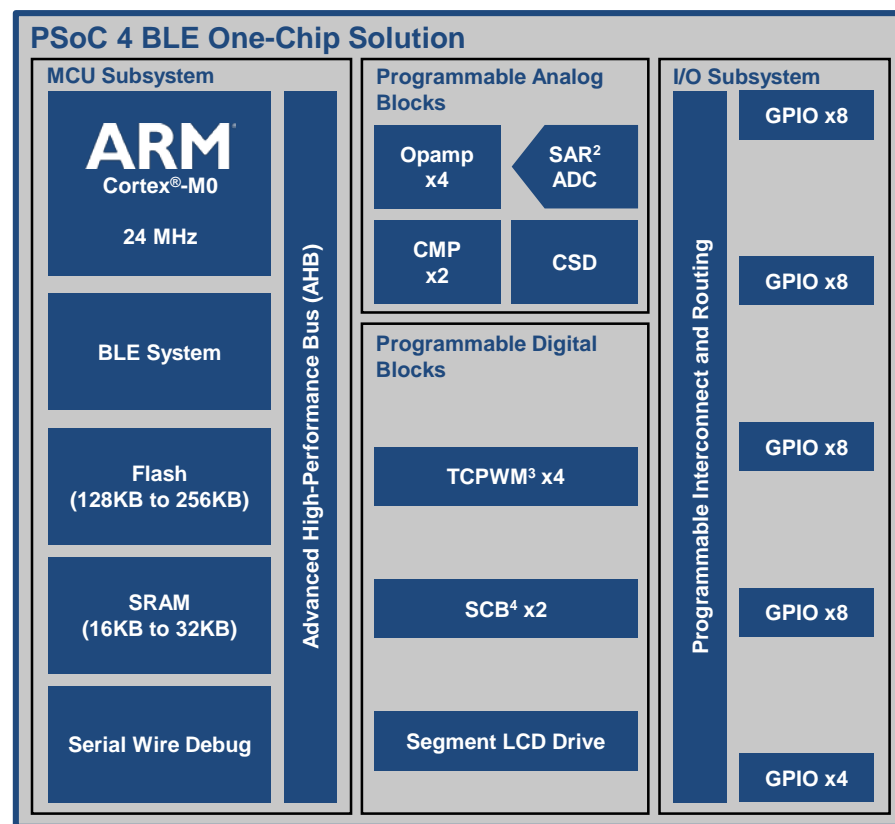 PSoC 4 BLE One-Chip Solution
MCU Subsystem
ARM®
Cortex®-M0
24 MHz
BLE System
Flash
(128KB to 256KB)
SRAM
(16KB to 32KB)
Serial Wire Debug
Advanced High-Performance Bus (AHB)
Programmable Analog
Blocks
Opamp
x4
SAR²
ADC
CMP
x2
CSD
Programmable Digital
Blocks
TCPWM³ x4
SCB⁴ x2
Segment LCD Drive
I/O Subsystem
Programmable Interconnect and Routing
GPIO x8
GPIO x8
GPIO x8
GPIO x8
GPIO x4